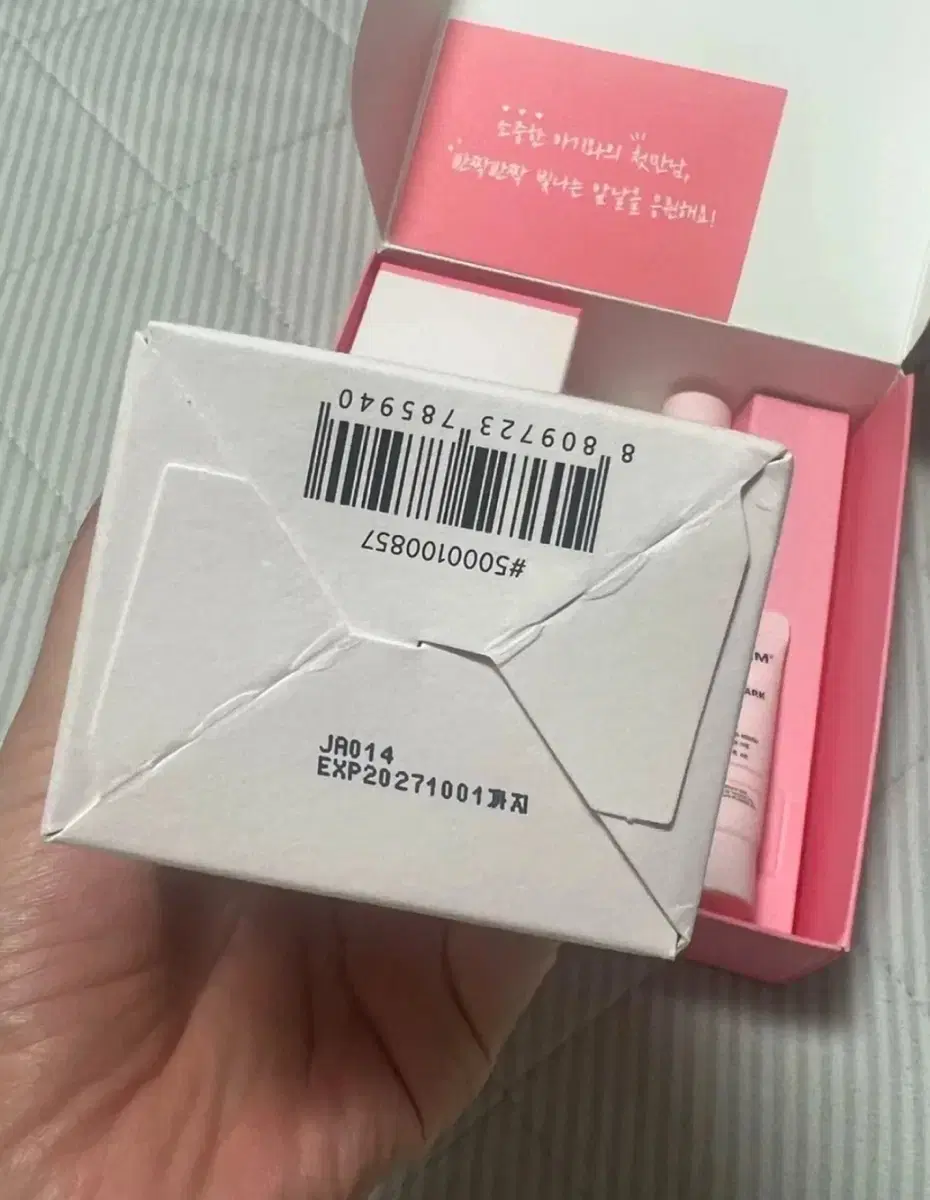 소중한 아기와의 첫만남,
반짝반짝 빛나는 앞날을 응원해요!
8 809723 785940
#5000100857
JA014
EXP20271001까지
M
ARK